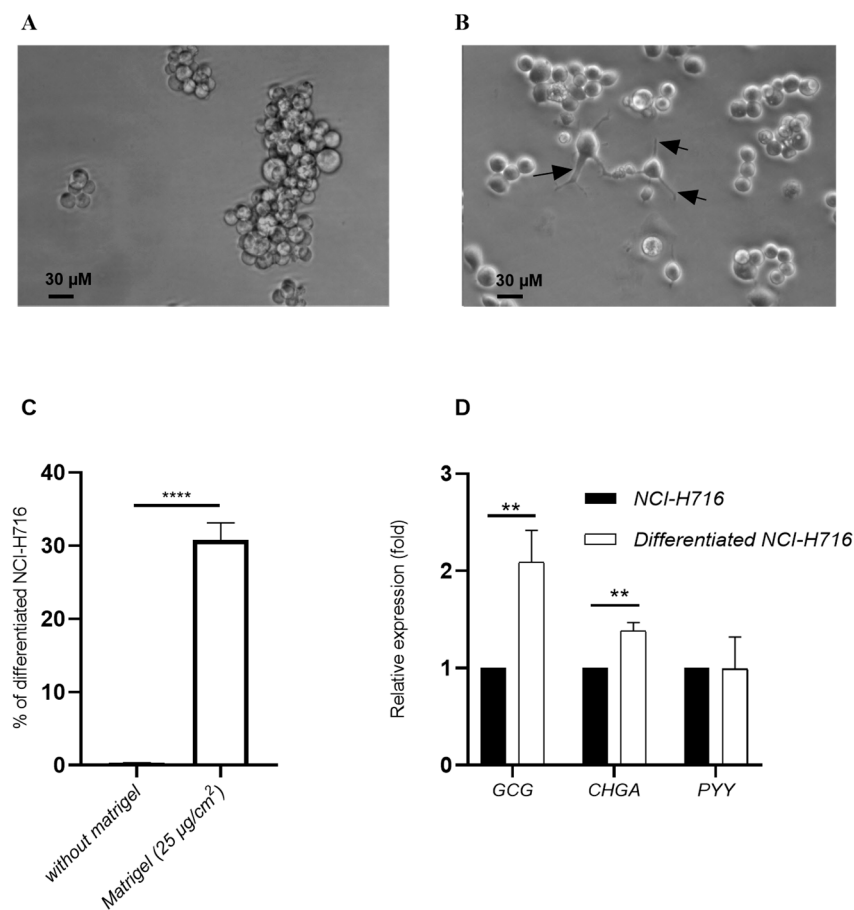 A
B
30 µM
30 µM
C
D
% of differentiated NCI-H716
40
30
20
10
0
****
without matrigel
Matrigel (25 µg/cm²)
Relative expression (fold)
3
2
1
0
**
**
NCI-H716
Differentiated NCI-H716
GCG
CHGA
PYY